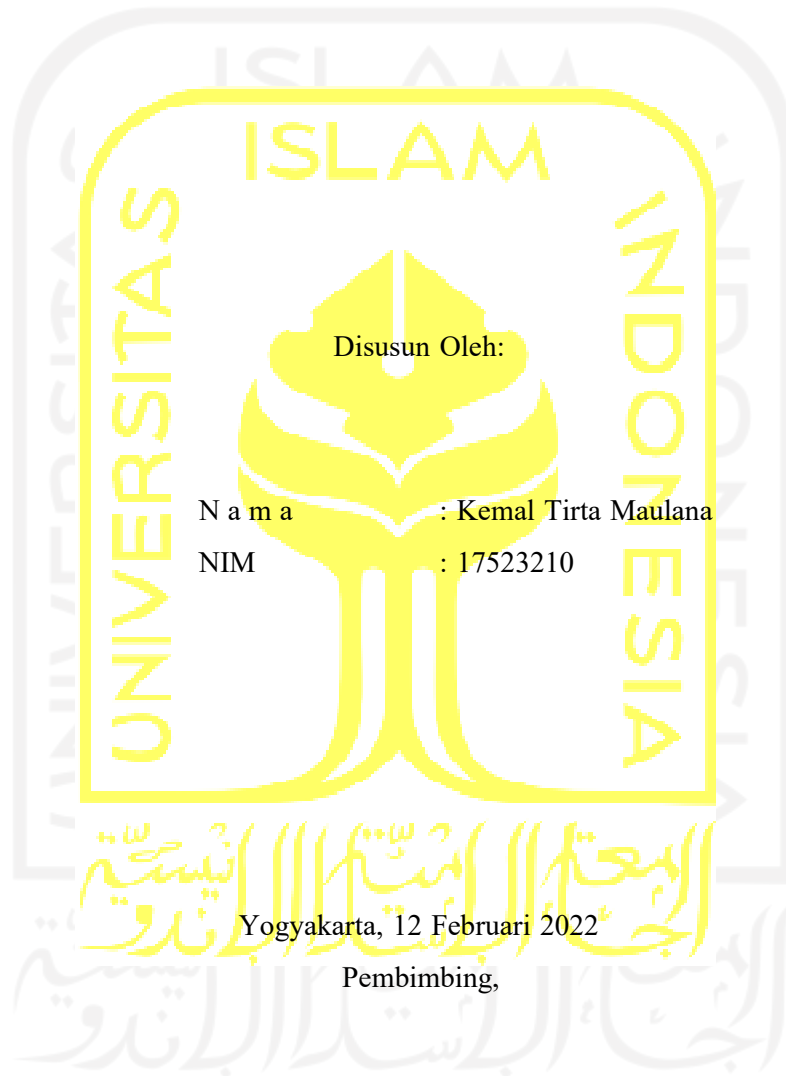 ISLAM
UNIVERSITAS
INDONESIA
Disusun Oleh:
N a m a : Kemal Tirta Maulana
NIM : 17523210
Yogyakarta, 12 Februari 2022
Pembimbing,